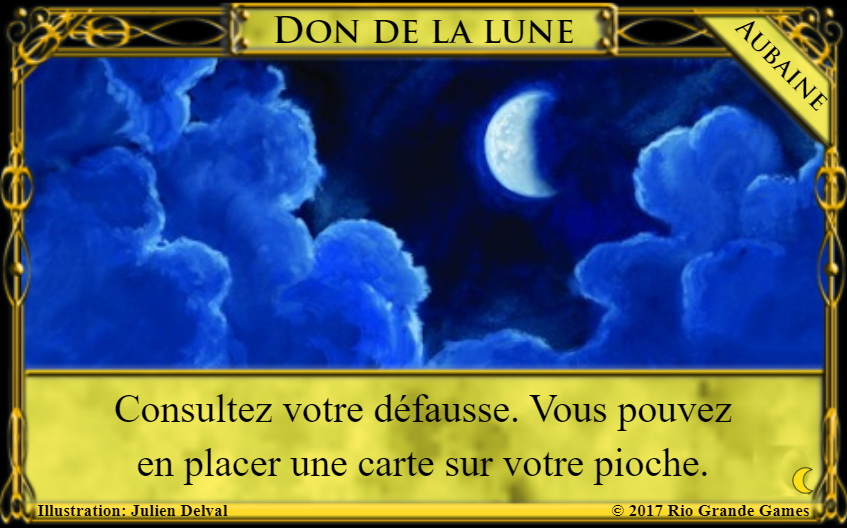 Don de la lune
Aubaine
Consultez votre défausse. Vous pouvez
en placer une carte sur votre pioche.
Illustration: Julien Delval
© 2017 Rio Grande Games